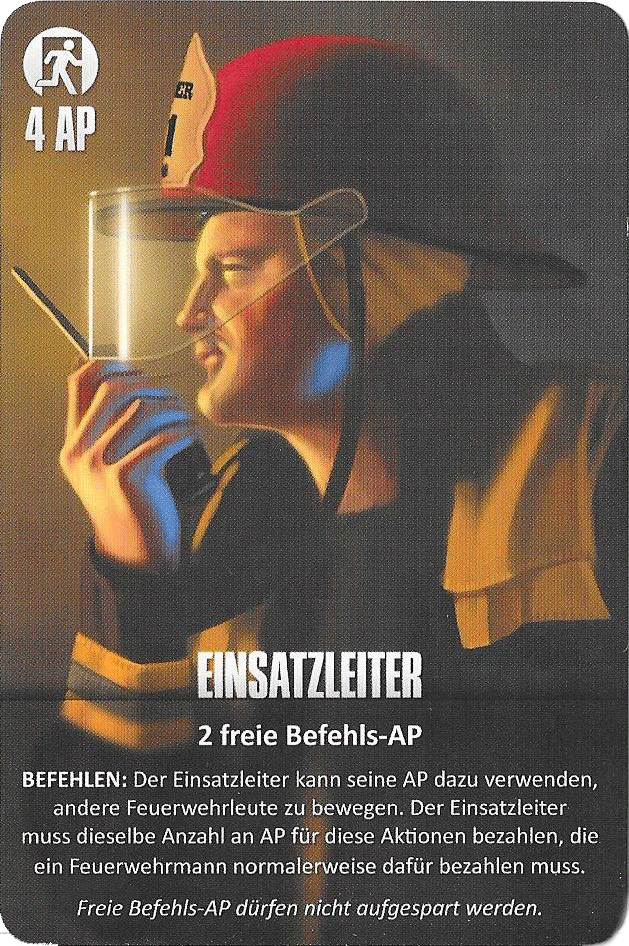 4 AP
ER
!
EINSATZLEITER
2 freie Befehls-AP
BEFEHLEN: Der Einsatzleiter kann seine AP dazu verwenden,
andere Feuerwehrleute zu bewegen. Der Einsatzleiter
muss dieselbe Anzahl an AP für diese Aktionen bezahlen, die
ein Feuerwehrmann normalerweise dafür bezahlen muss.
Freie Befehls-AP dürfen nicht aufgespart werden.